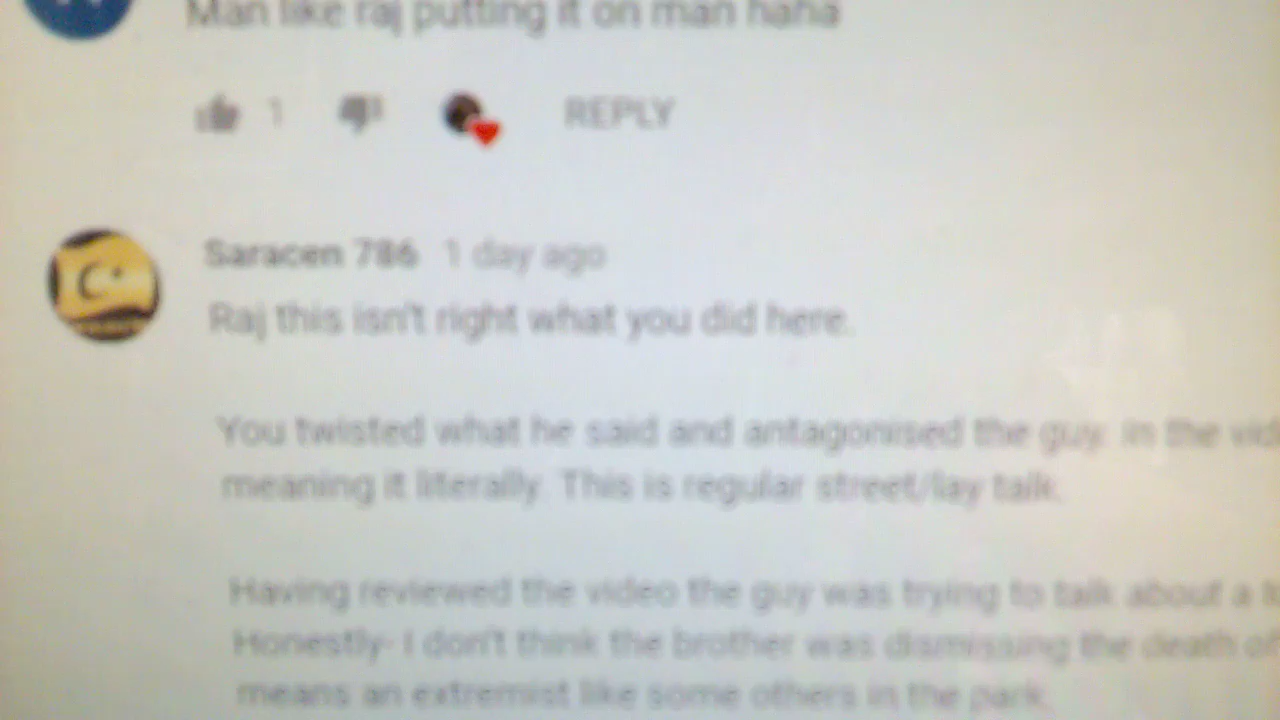 Man like raj putting it on man haha
1 REPLY
Saracen 786 1 day ago
Raj this isn't right what you did here.
You twisted what he said and antagonised the guy. In the
meaning it literally. This is regular street/lay talk.
Having reviewed the video the guy was trying to talk about a
Honestly- I don't think the brother was dismissing the death of
means an extremist like some others in the park.